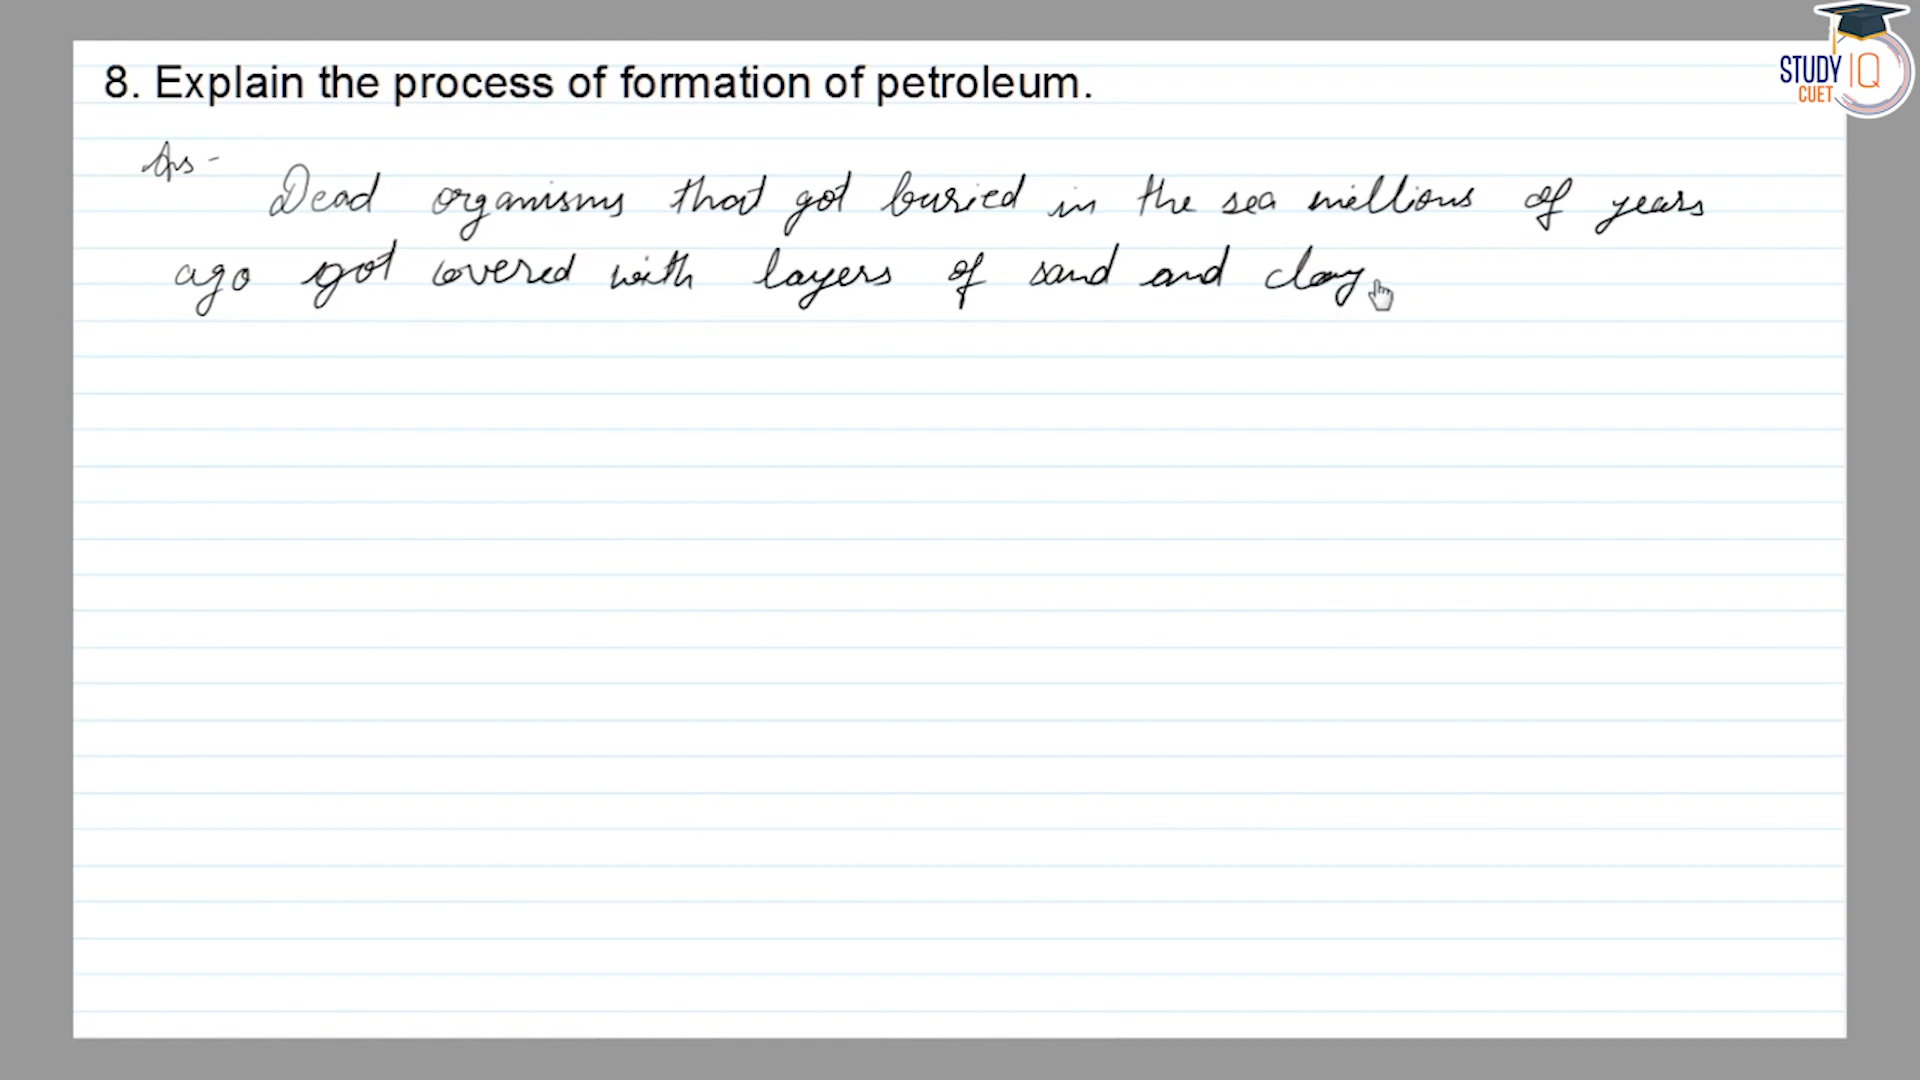 8. Explain the process of formation of petroleum.
STUDY IQ
CUET
Ans -
Dead organisms that got buried in the sea millions of years
ago got covered with layers of sand and clay.